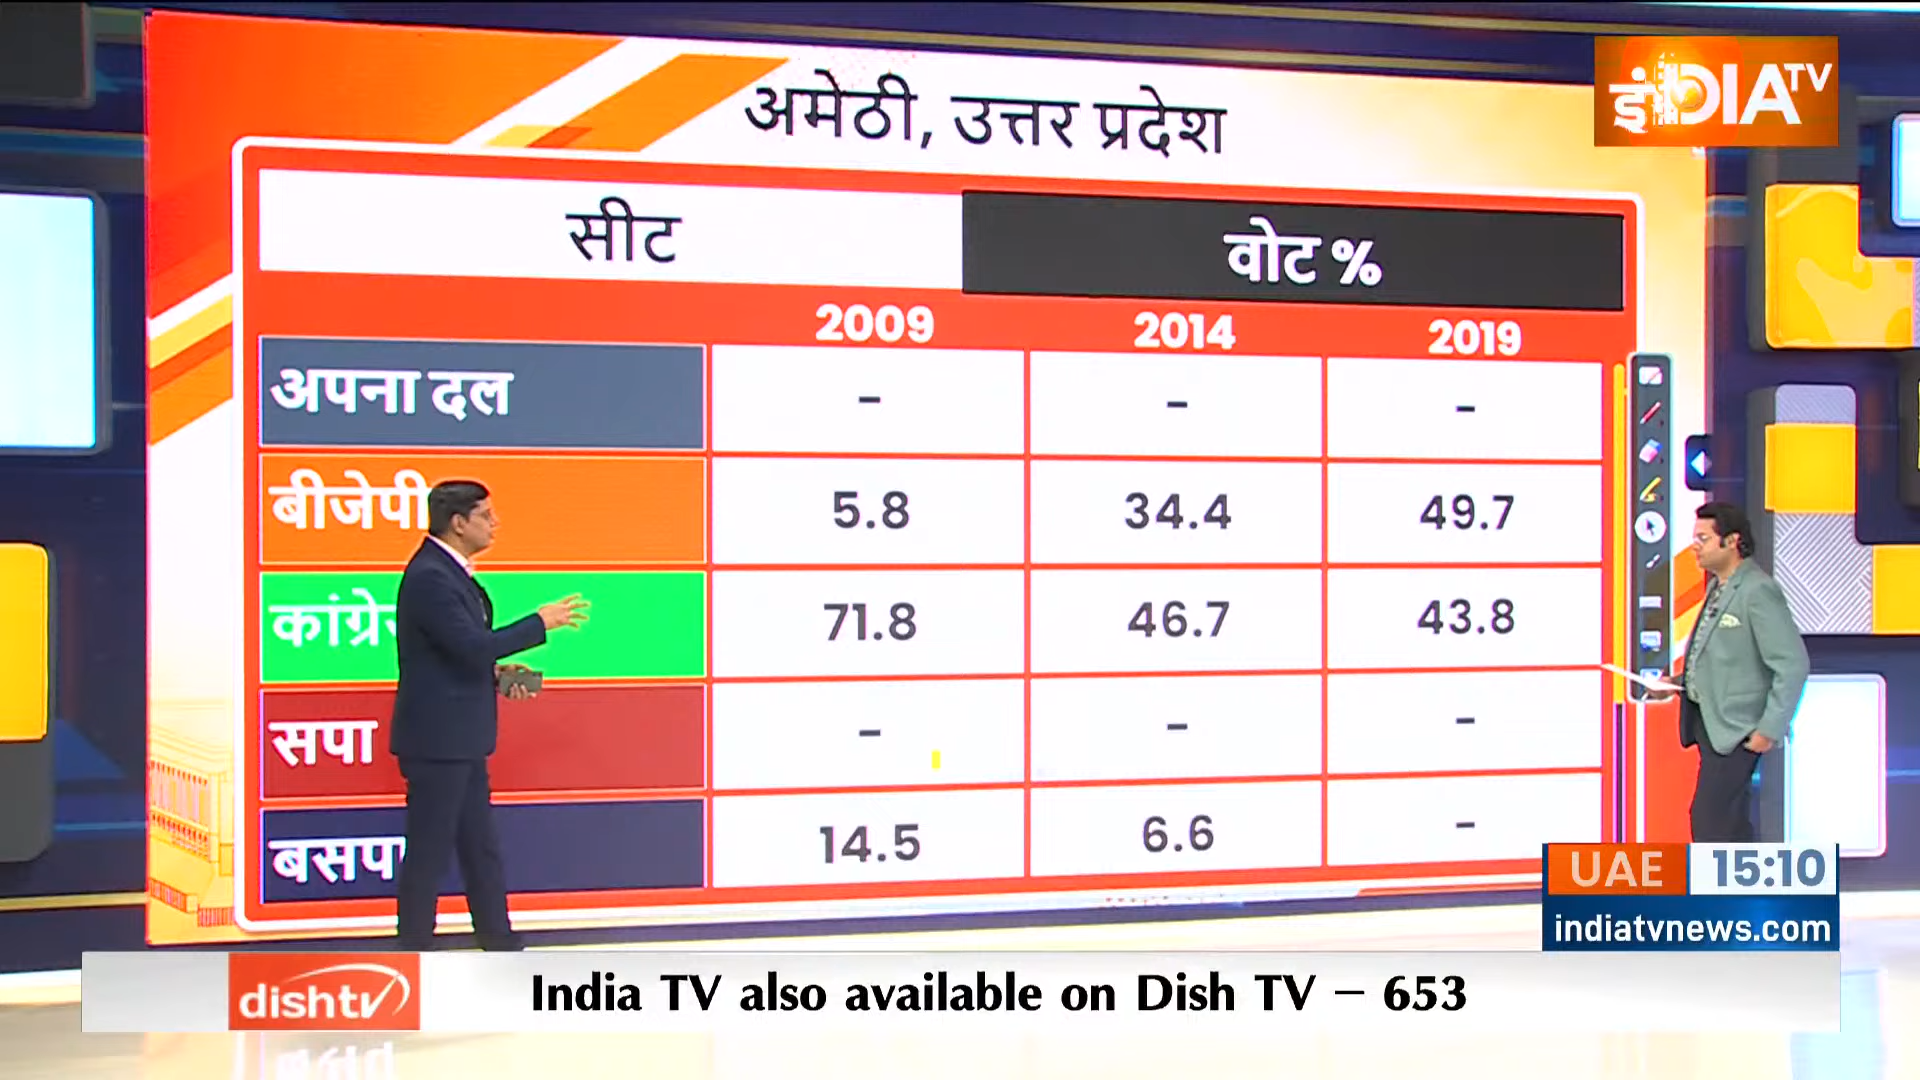 अमेठी, उत्तर प्रदेश
इंDIA TV
सीट
वोट %
2009 2014 2019
अपना दल - - -
बीजेपी 5.8 34.4 49.7
कांग्रे 71.8 46.7 43.8
सपा - - -
बसपा 14.5 6.6 -
UAE 15:10
indiatvnews.com
dishtv India TV also available on Dish TV – 653